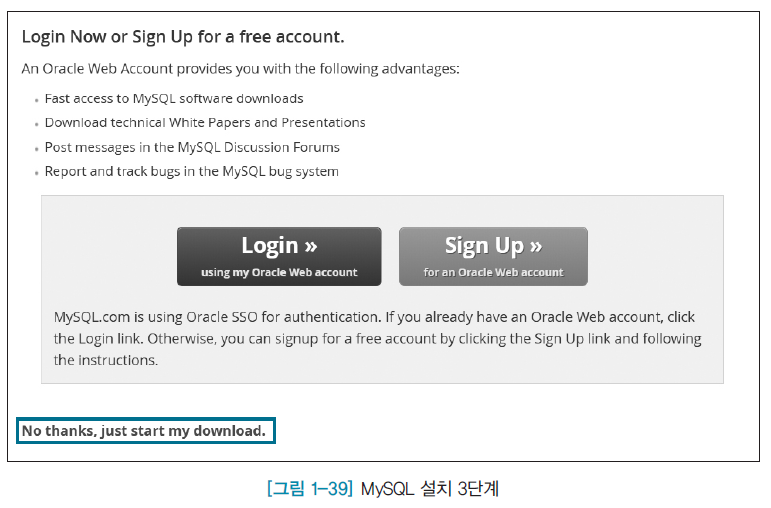 Login Now or Sign Up for a free account.
An Oracle Web Account provides you with the following advantages:
Fast access to MySQL software downloads
Download technical White Papers and Presentations
Post messages in the MySQL Discussion Forums
Report and track bugs in the MySQL bug system
Login »
using my Oracle Web account
Sign Up »
for an Oracle Web account
MySQL.com is using Oracle SSO for authentication. If you already have an Oracle Web account, click
the Login link. Otherwise, you can signup for a free account by clicking the Sign Up link and following
the instructions.
No thanks, just start my download.
[그림 1-39] MySQL 설치 3단계